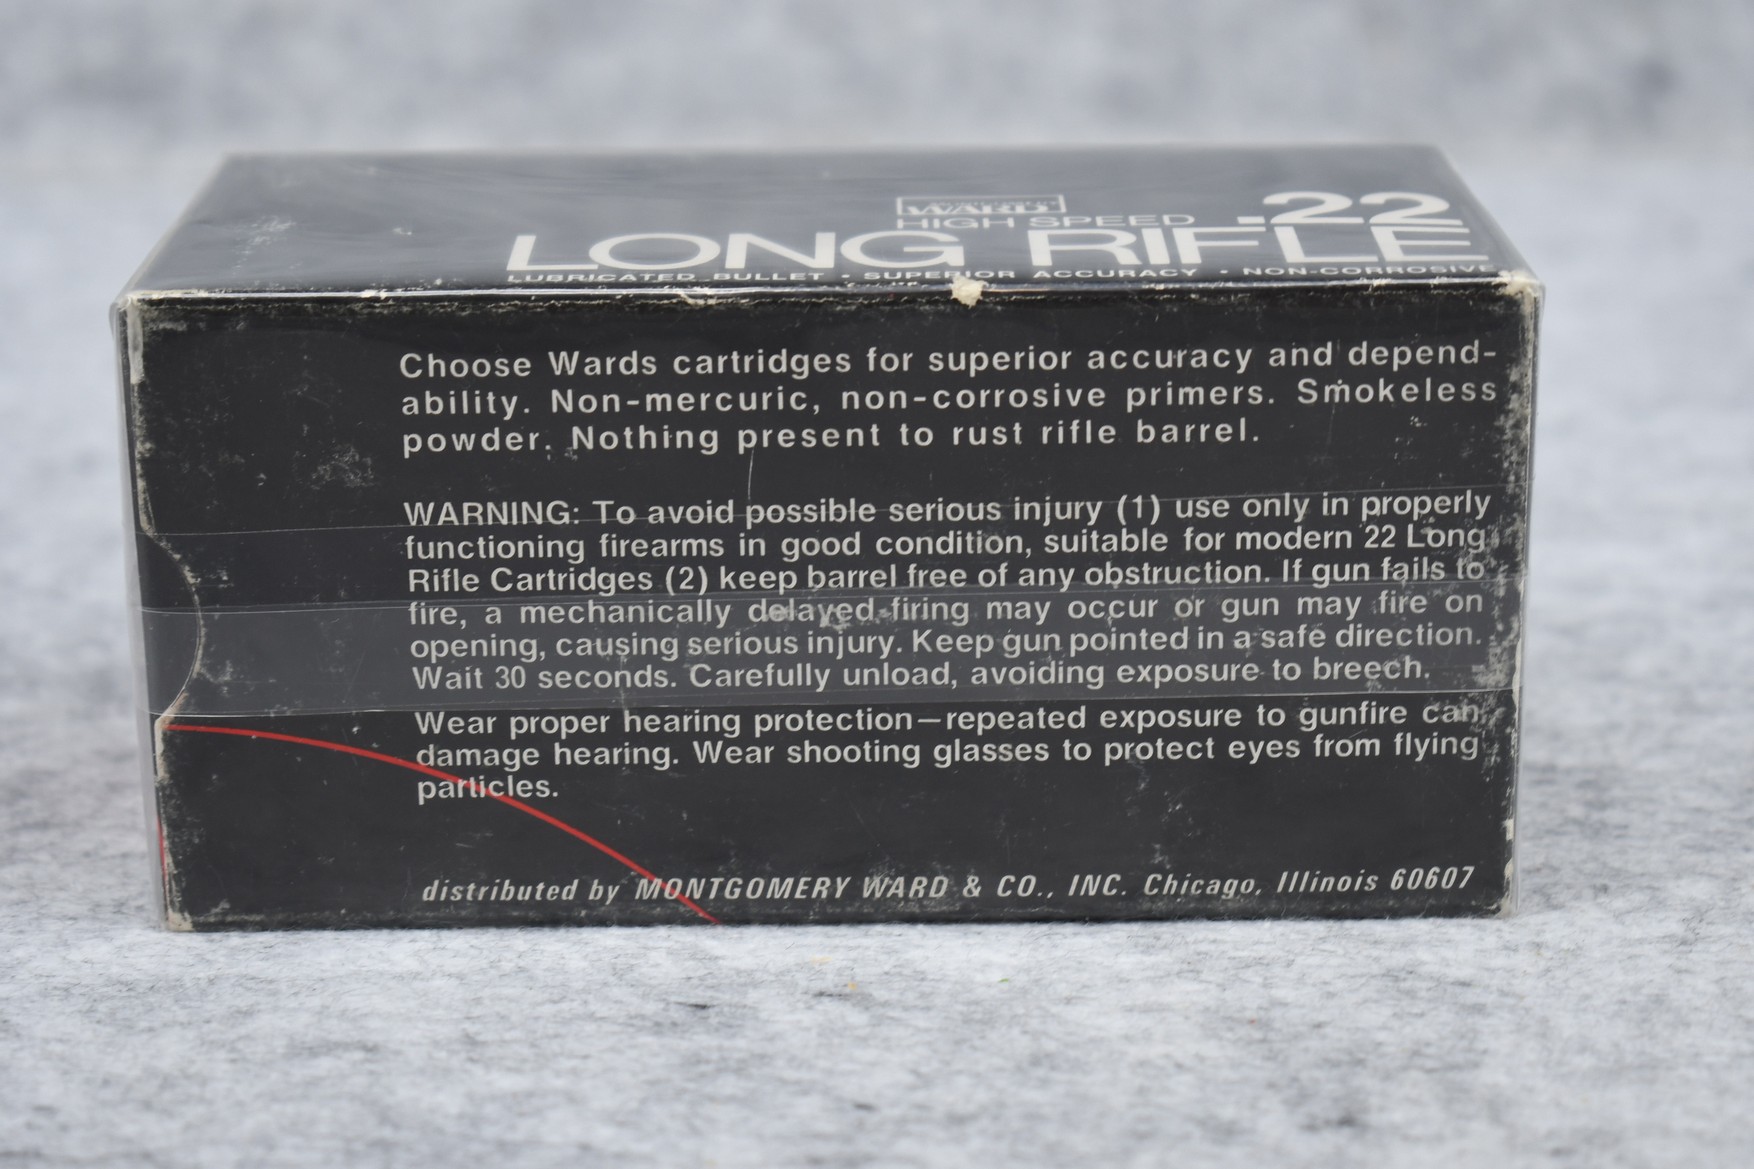 WARD
HIGH SPEED .22
LONG RIFLE
LUBRICATED BULLET • SUPERIOR ACCURACY • NON-CORROSIVE
Choose Wards cartridges for superior accuracy and depend-
ability. Non-mercuric, non-corrosive primers. Smokeless
powder. Nothing present to rust rifle barrel.
WARNING: To avoid possible serious injury (1) use only in properly
functioning firearms in good condition, suitable for modern 22 Long
Rifle Cartridges (2) keep barrel free of any obstruction. If gun fails to
fire, a mechanically delayed firing may occur or gun may fire on
opening, causing serious injury. Keep gun pointed in a safe direction.
Wait 30 seconds. Carefully unload, avoiding exposure to breech.
Wear proper hearing protection—repeated exposure to gunfire can
damage hearing. Wear shooting glasses to protect eyes from flying
particles.
distributed by MONTGOMERY WARD & CO., INC. Chicago, Illinois 60607